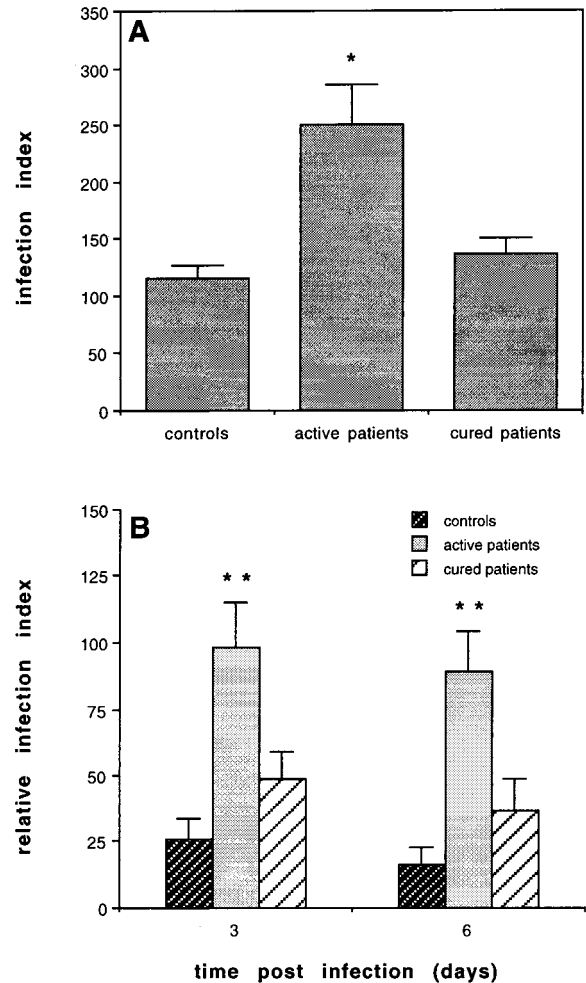 A
350
300
250
200
150
100
50
0
infection index
*
controls active patients cured patients
B
150
125
100
75
50
25
0
relative infection index
controls
active patients
cured patients
* *
* *
3 6
time post infection (days)